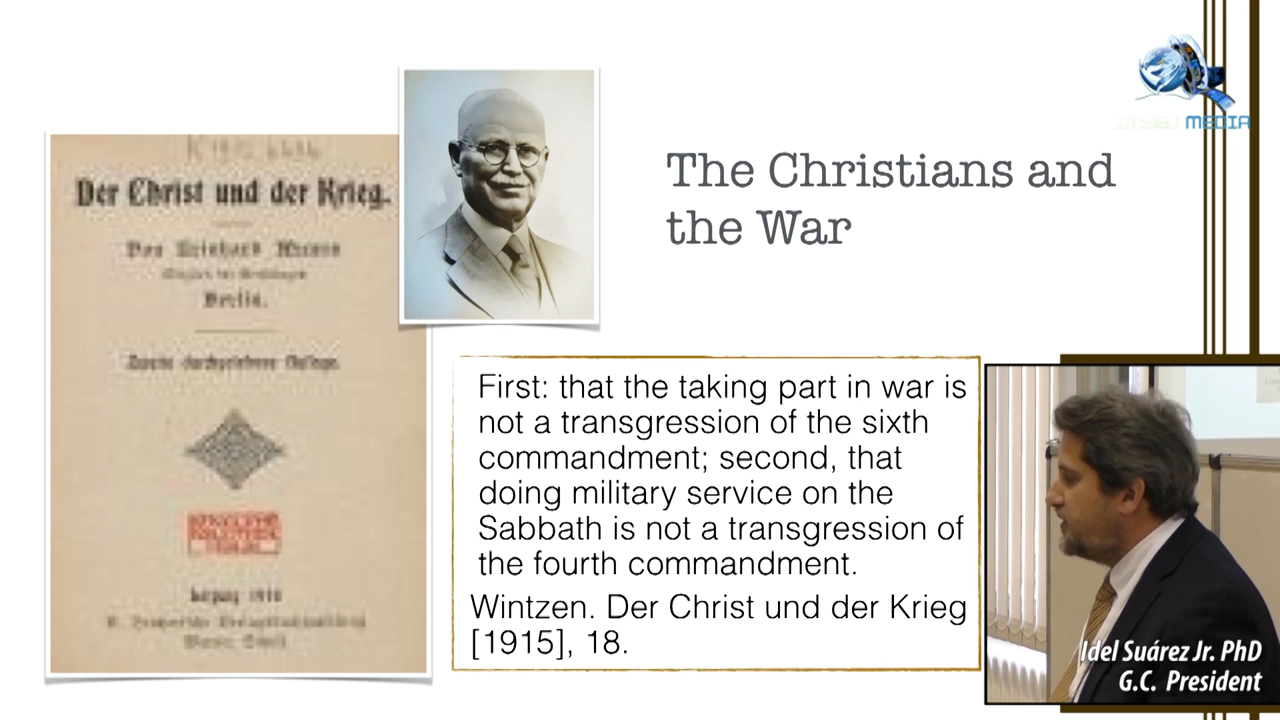 MEDIA
Der Christ und der Krieg.
Berlin.
The Christians and
the War
First: that the taking part in war is
not a transgression of the sixth
commandment; second, that
doing military service on the
Sabbath is not a transgression of
the fourth commandment.
Wintzen. Der Christ und der Krieg
[1915], 18.
Idel Suárez Jr. PhD
G.C. President